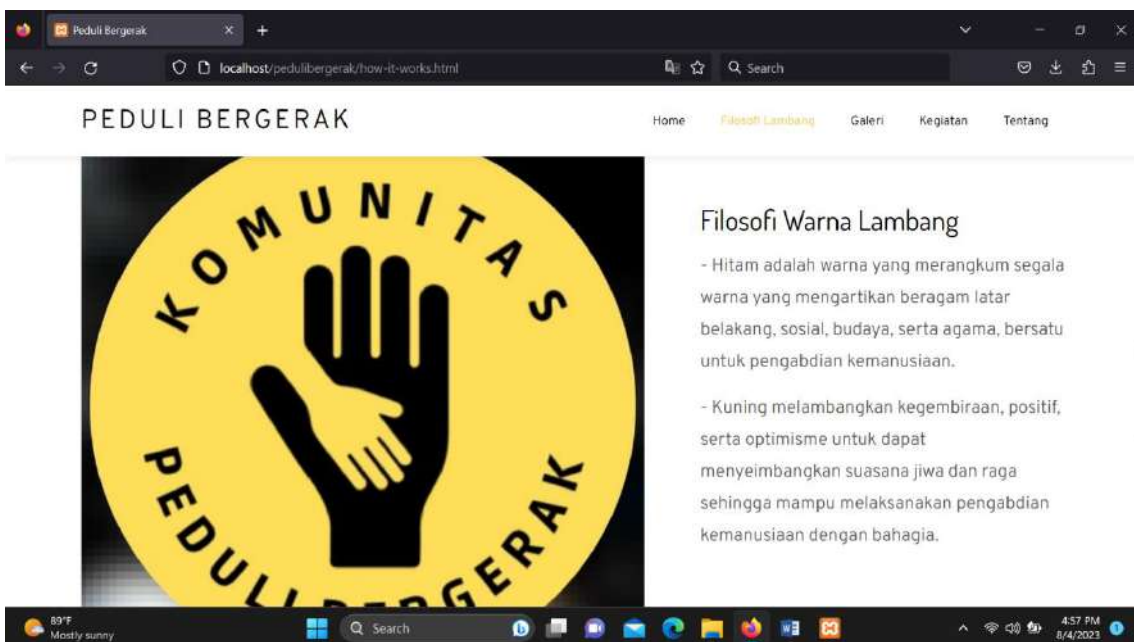 Peduli Bergerak
localhost/pedulibergerak/how-it-works.html
Search
PEDULI BERGERAK
Home
Filosofi Lambang
Galeri
Kegiatan
Tentang
KOMUNITAS
PEDULI BERGERAK
Filosofi Warna Lambang
- Hitam adalah warna yang merangkum segala
warna yang mengartikan beragam latar
belakang, sosial, budaya, serta agama, bersatu
untuk pengabdian kemanusiaan.
- Kuning melambangkan kegembiraan, positif,
serta optimisme untuk dapat
menyeimbangkan suasana jiwa dan raga
sehingga mampu melaksanakan pengabdian
kemanusiaan dengan bahagia.
89°F
Mostly sunny
Search
4:57 PM
8/4/2023
1